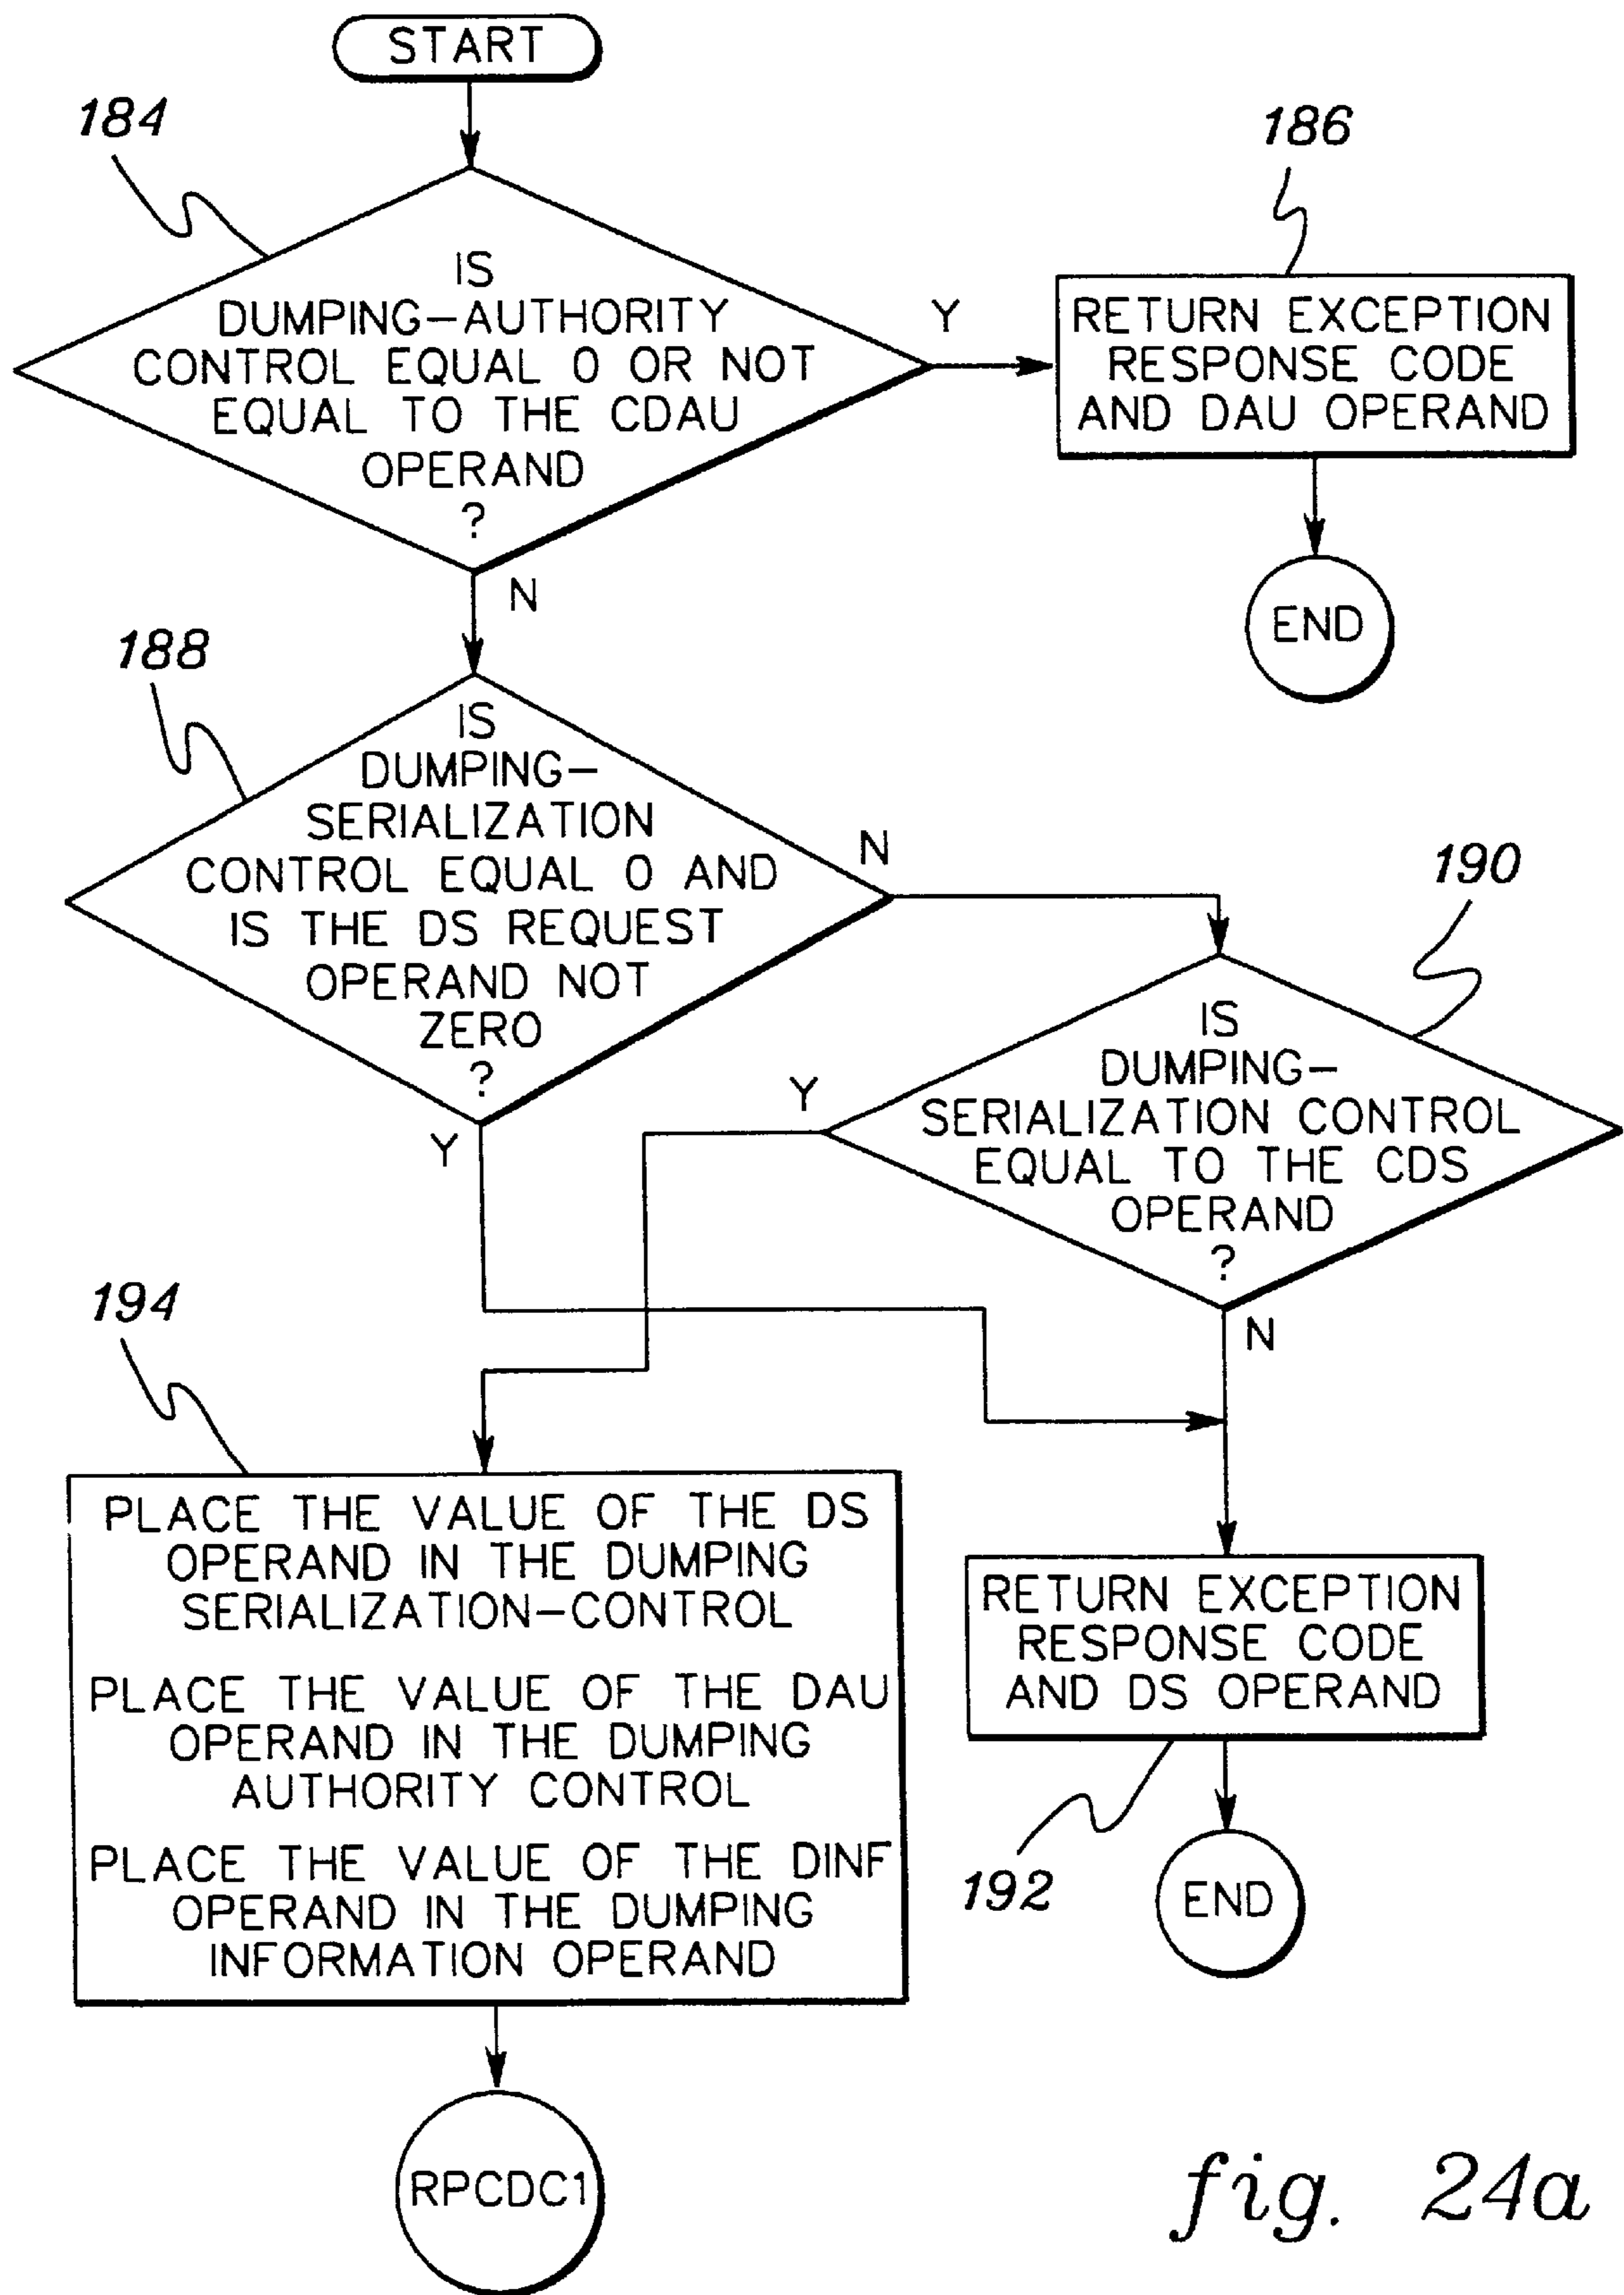 START
184
IS
DUMPING-AUTHORITY
CONTROL EQUAL 0 OR NOT
EQUAL TO THE CDAU
OPERAND
?
Y
186
RETURN EXCEPTION
RESPONSE CODE
AND DAU OPERAND
END
N
188
IS
DUMPING-
SERIALIZATION
CONTROL EQUAL 0 AND
IS THE DS REQUEST
OPERAND NOT
ZERO
?
N
Y
190
IS
DUMPING-
SERIALIZATION CONTROL
EQUAL TO THE CDS
OPERAND
?
Y
N
194
PLACE THE VALUE OF THE DS
OPERAND IN THE DUMPING
SERIALIZATION-CONTROL
PLACE THE VALUE OF THE DAU
OPERAND IN THE DUMPING
AUTHORITY CONTROL
PLACE THE VALUE OF THE DINF
OPERAND IN THE DUMPING
INFORMATION OPERAND
RETURN EXCEPTION
RESPONSE CODE
AND DS OPERAND
192
END
RPCDC1
fig. 24a